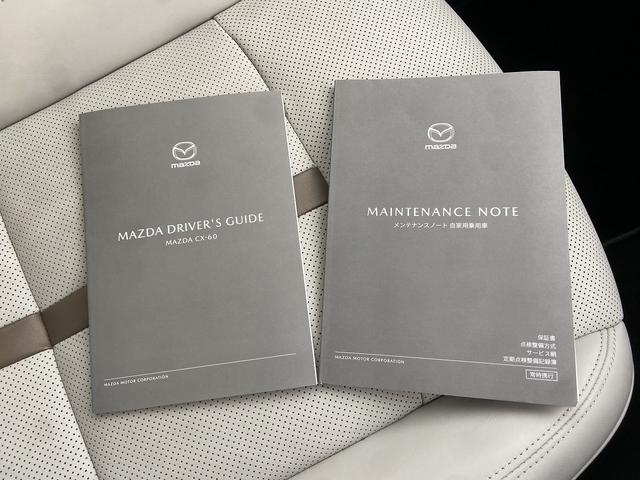 mazda
MAZDA DRIVER'S GUIDE
MAZDA CX-60
MAZDA MOTOR CORPORATION
mazda
MAINTENANCE NOTE
メンテナンスノート 自家用乗用車
保証書
点検整備方式
サービス網
定期点検整備記録簿
MAZDA MOTOR CORPORATION
常時携行